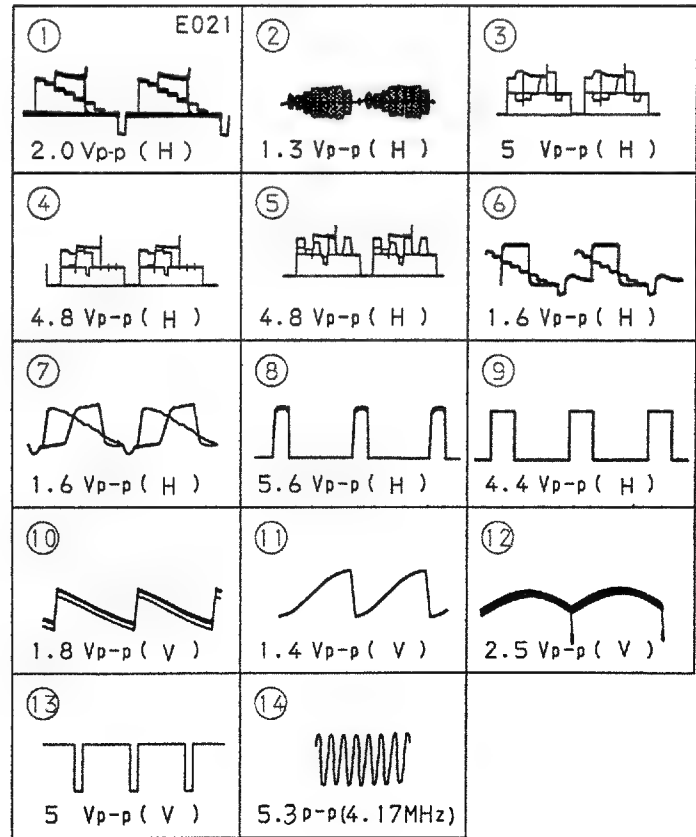 ① E021 ② ③
2.0 Vp-p ( H ) 1.3 Vp-p ( H ) 5 Vp-p ( H )
④ ⑤ ⑥
4.8 Vp-p ( H ) 4.8 Vp-p ( H ) 1.6 Vp-p ( H )
⑦ ⑧ ⑨
1.6 Vp-p ( H ) 5.6 Vp-p ( H ) 4.4 Vp-p ( H )
⑩ ⑪ ⑫
1.8 Vp-p ( V ) 1.4 Vp-p ( V ) 2.5 Vp-p ( V )
⑬ ⑭
5 Vp-p ( V ) 5.3 p-p(4.17MHz)